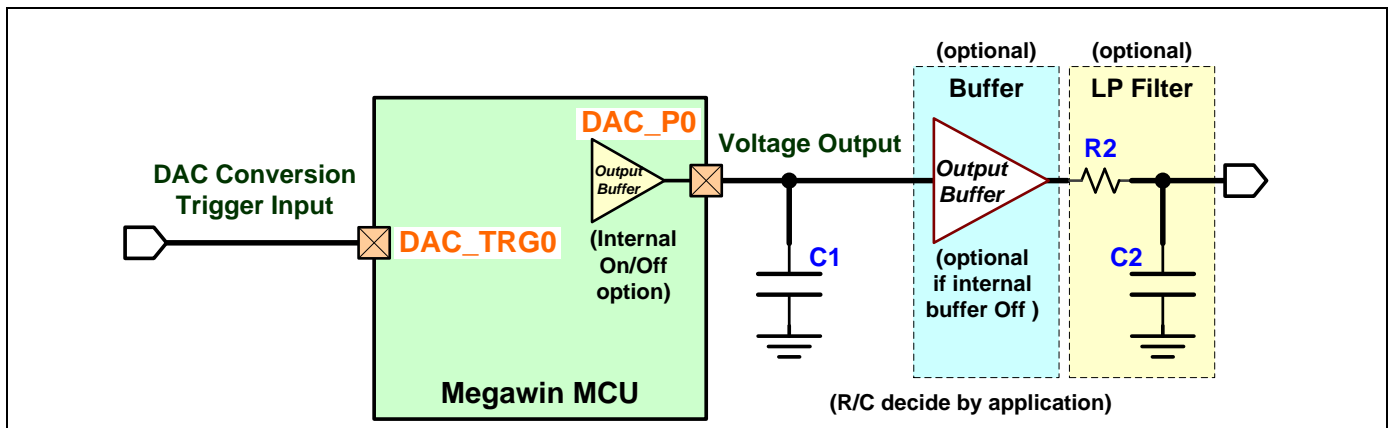 (optional)
(optional)
Buffer
LP Filter
DAC_P0
Voltage Output
R2
Output
Buffer
Output
Buffer
DAC Conversion
Trigger Input
DAC_TRG0
(Internal
On/Off
option)
C1
(optional
if internal
buffer Off )
C2
Megawin MCU
(R/C decide by application)